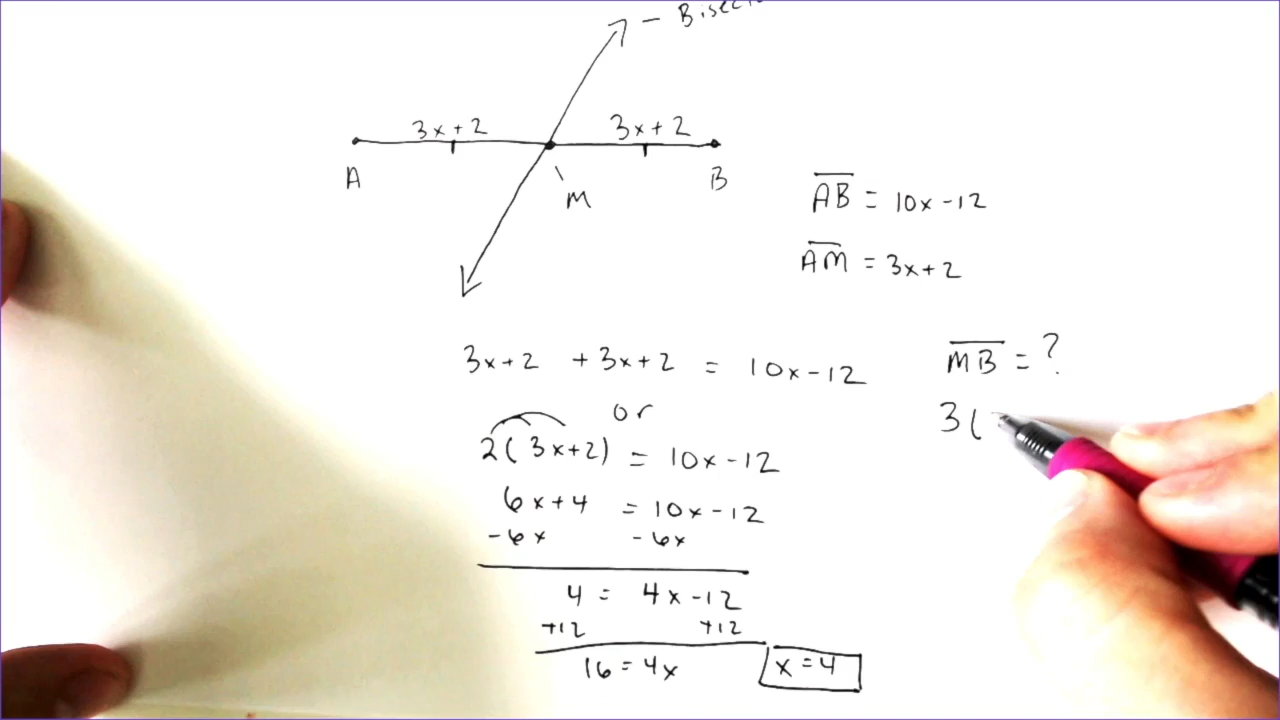 3x+2 3x+2
A M B
AB = 10x-12
AM = 3x+2
3x+2 +3x+2 = 10x-12
or
2(3x+2) = 10x-12
6x+4 = 10x-12
-6x -6x
4 = 4x-12
+12 +12
16 = 4x x=4
MB = ?
3(